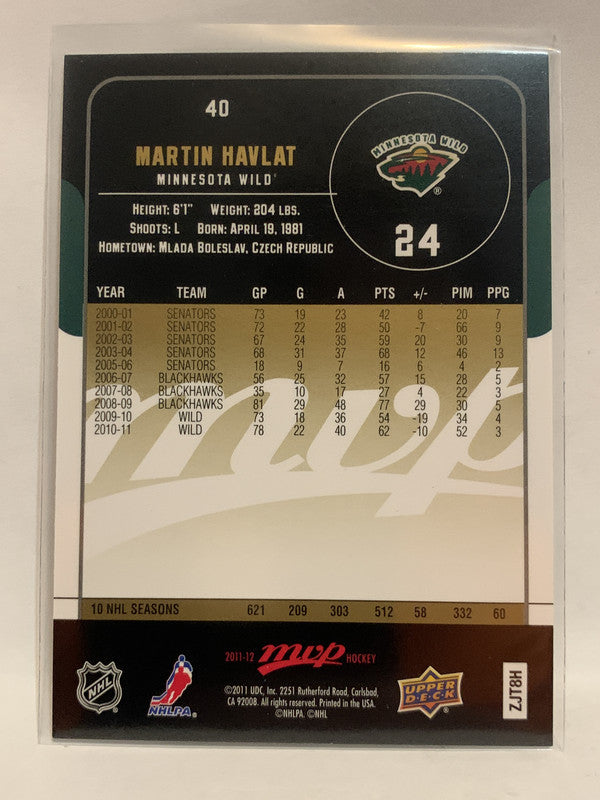 40
MARTIN HAVLAT
MINNESOTA WILD
MINNESOTA WILD
®
24
HEIGHT: 6'1" WEIGHT: 204 LBS.
SHOOTS: L BORN: APRIL 19, 1981
HOMETOWN: MLADA BOLESLAV, CZECH REPUBLIC
YEAR TEAM GP G A PTS +/- PIM PPG
2000-01 SENATORS 73 19 23 42 8 20 7
2001-02 SENATORS 72 22 28 50 -7 66 9
2002-03 SENATORS 67 24 35 59 20 30 9
2003-04 SENATORS 68 31 37 68 12 46 13
2005-06 SENATORS 18 9 7 16 6 4 2
2006-07 BLACKHAWKS 56 25 32 57 15 28 5
2007-08 BLACKHAWKS 35 10 17 27 4 22 3
2008-09 BLACKHAWKS 81 29 48 77 29 30 5
2009-10 WILD 73 18 36 54 -19 34 4
2010-11 WILD 78 22 40 62 -10 52 3
mvp
10 NHL SEASONS 621 209 303 512 58 332 60
2011-12 mvp HOCKEY
NHL
NHLPA
©2011 UDC, Inc. 2251 Rutherford Road, Carlsbad,
CA 92008. All rights reserved. Printed in the USA.
©NHLPA. ©NHL
UPPER DECK
ZJT8H